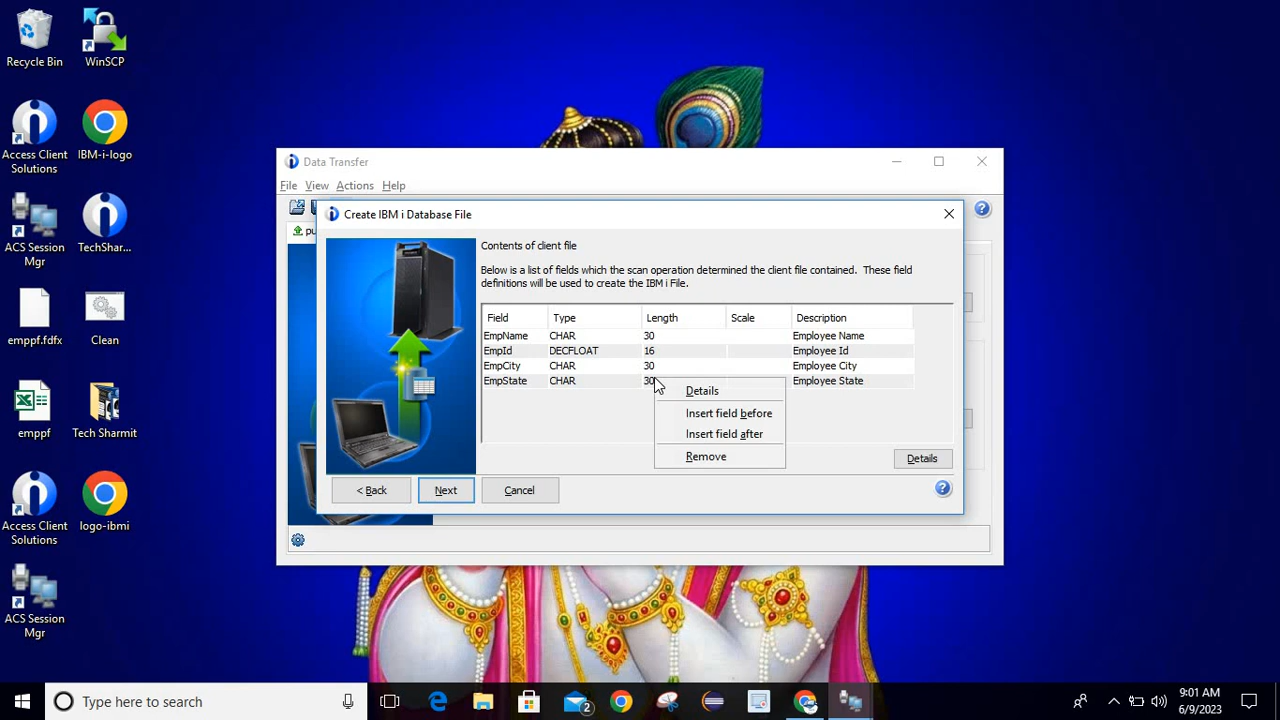 Recycle Bin
WinSCP
Access Client
Solutions
IBM-i-logo
ACS Session
Mgr
TechShar...
emppf.fdfx
Clean
emppf
Tech Sharmit
Access Client
Solutions
logo-ibmi
ACS Session
Mgr
Data Transfer
File View Actions Help
pu
Create IBM i Database File
Contents of client file
Below is a list of fields which the scan operation determined the client file contained. These field
definitions will be used to create the IBM i File.
Field Type Length Scale Description
EmpName CHAR 30 Employee Name
EmpId DECFLOAT 16 Employee Id
EmpCity CHAR 30 Employee City
EmpState CHAR 30 Employee State
Details
Insert field before
Insert field after
Remove
Details
< Back Next Cancel
Type here to search
2
9:01 AM
6/9/2023